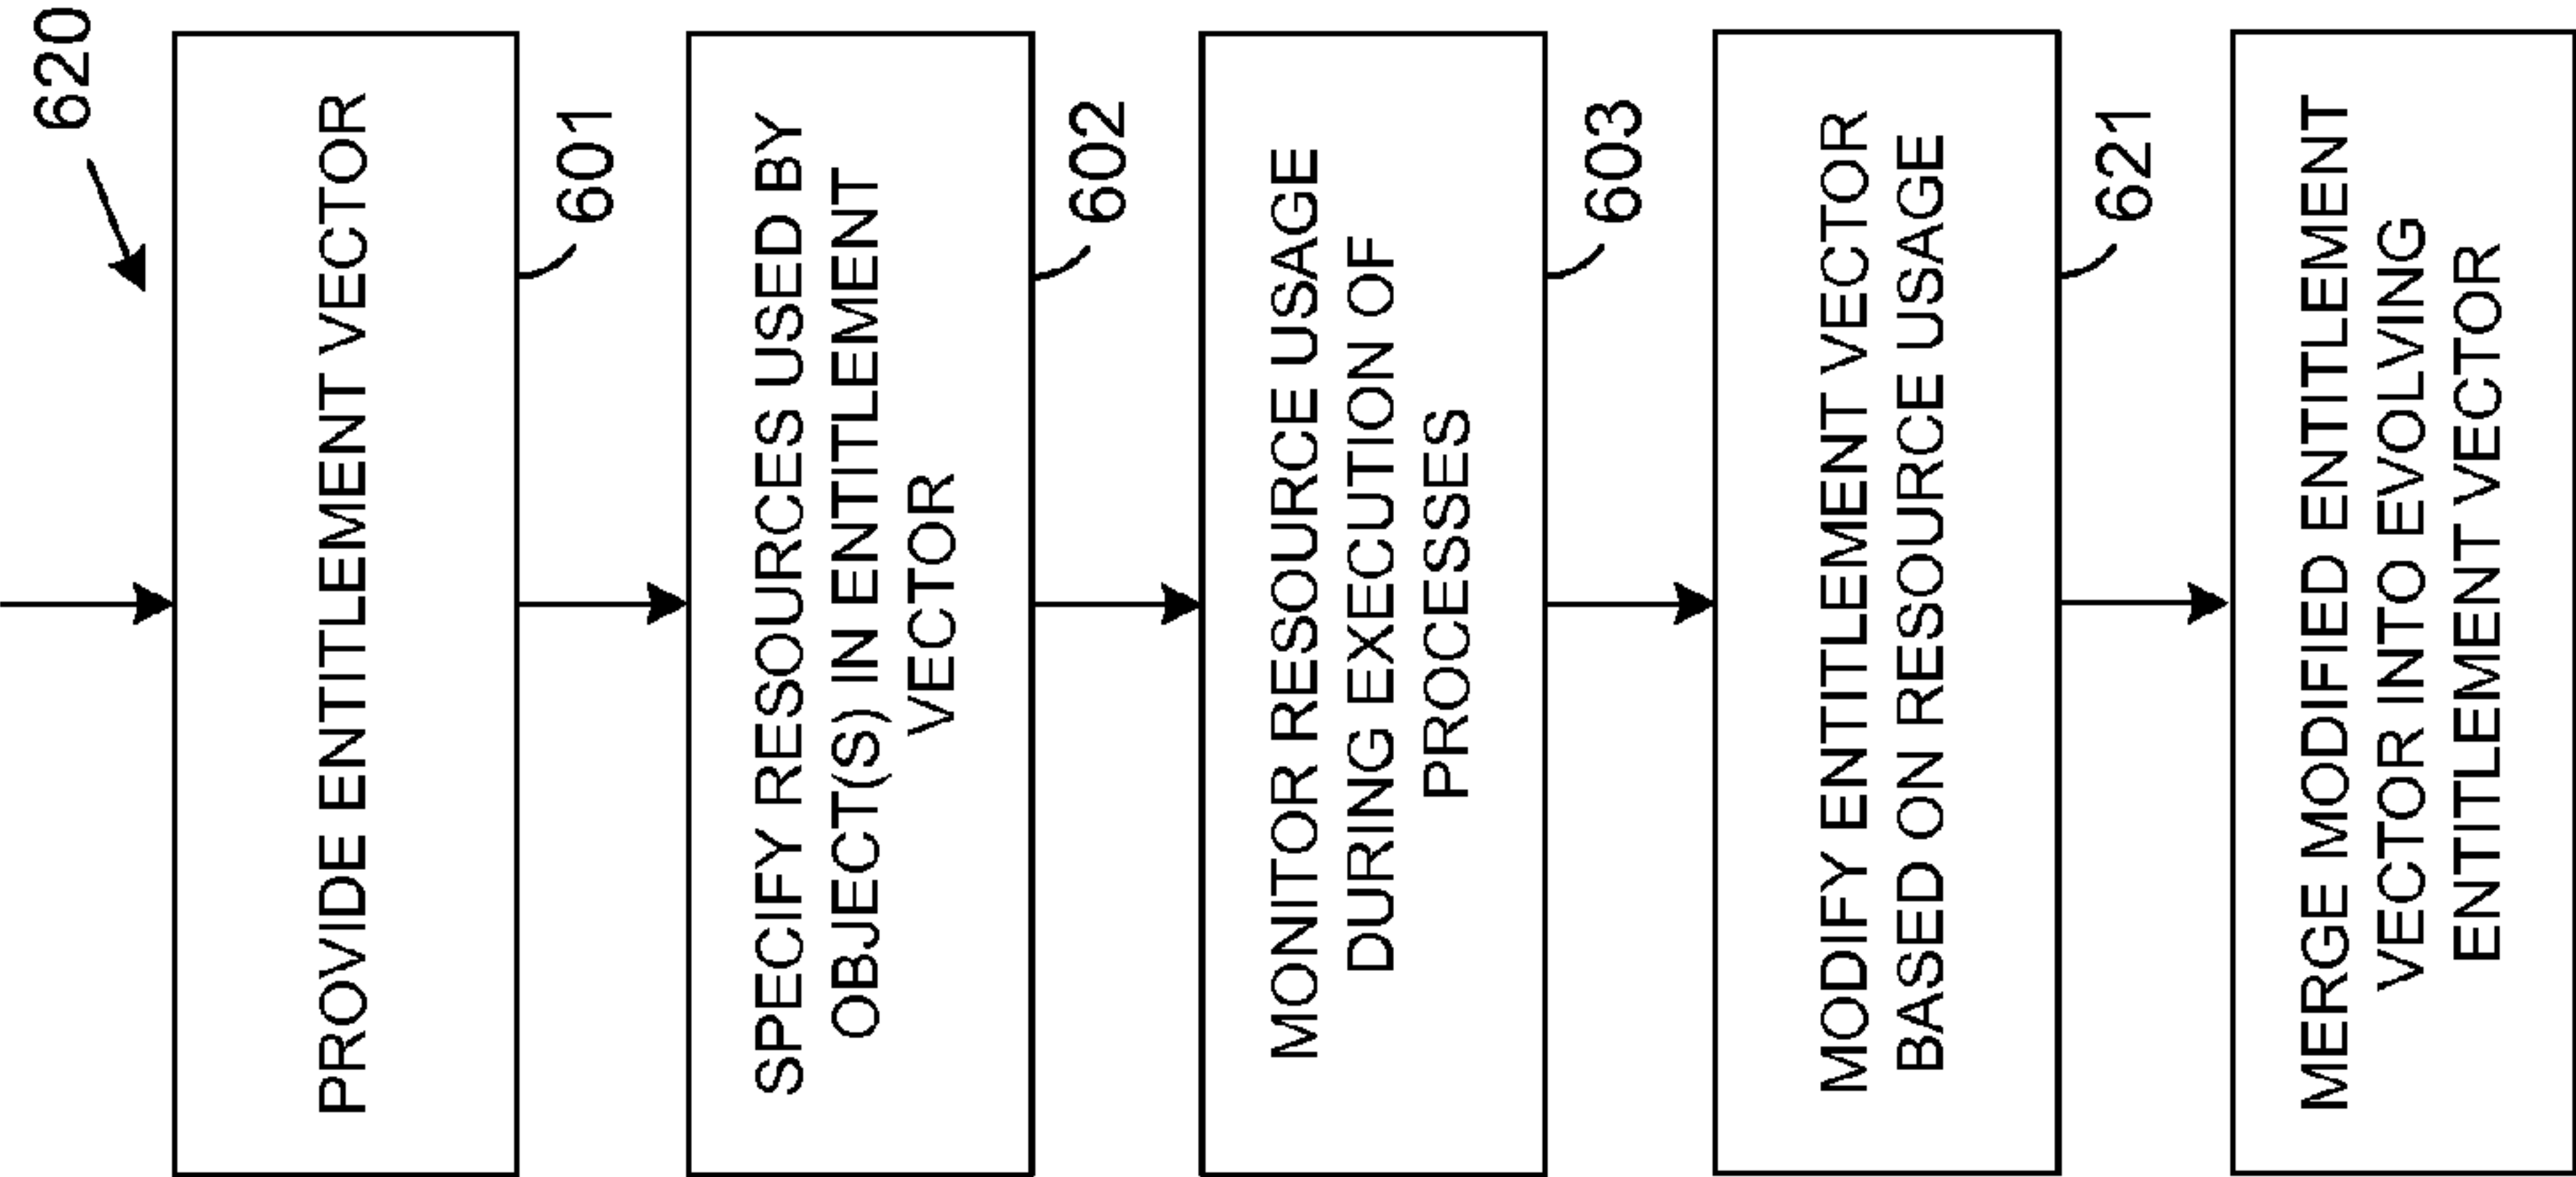 620
PROVIDE ENTITLEMENT VECTOR
601
SPECIFY RESOURCES USED BY
OBJECT(S) IN ENTITLEMENT
VECTOR
602
MONITOR RESOURCE USAGE
DURING EXECUTION OF
PROCESSES
603
MODIFY ENTITLEMENT VECTOR
BASED ON RESOURCE USAGE
621
MERGE MODIFIED ENTITLEMENT
VECTOR INTO EVOLVING
ENTITLEMENT VECTOR